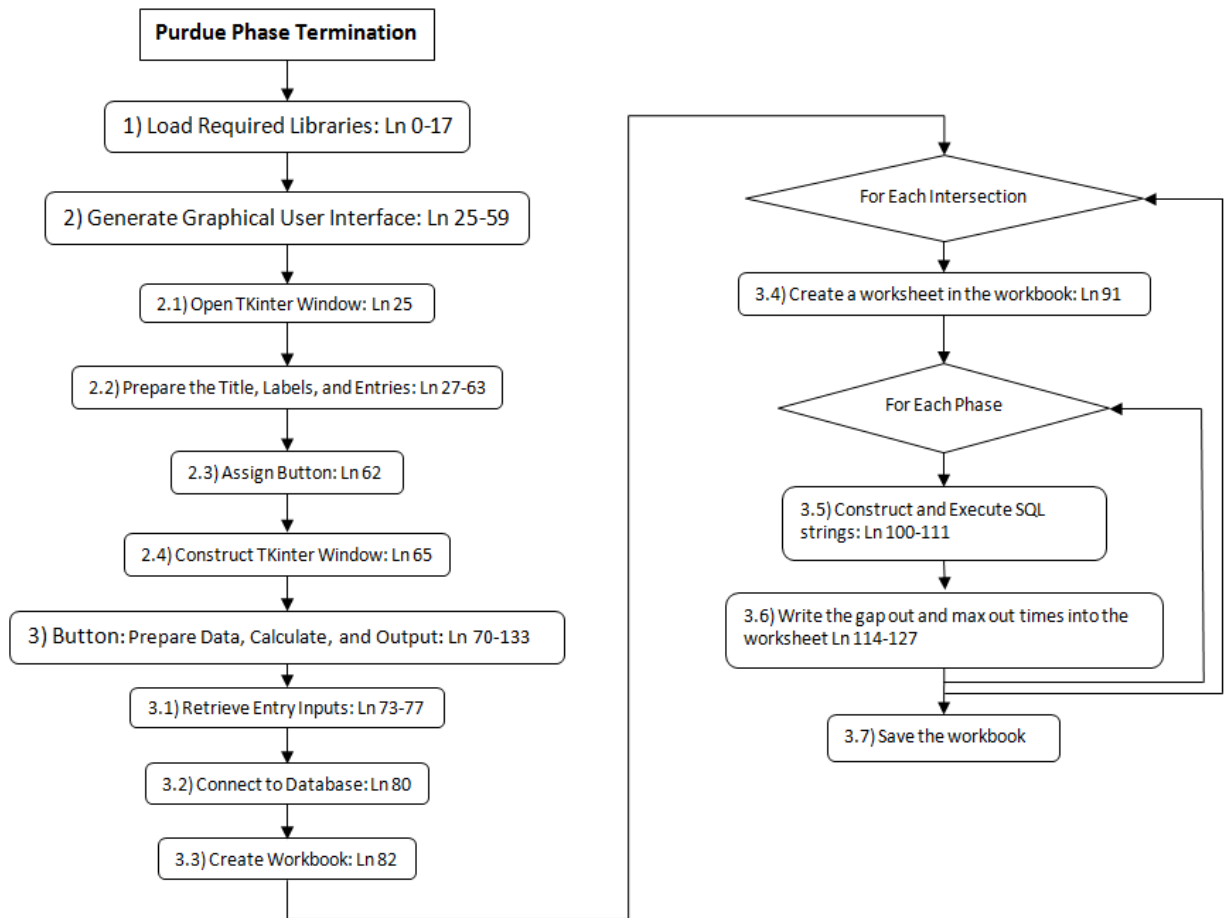 Purdue Phase Termination
1) Load Required Libraries: Ln 0-17
2) Generate Graphical User Interface: Ln 25-59
2.1) Open TKinter Window: Ln 25
2.2) Prepare the Title, Labels, and Entries: Ln 27-63
2.3) Assign Button: Ln 62
2.4) Construct TKinter Window: Ln 65
3) Button: Prepare Data, Calculate, and Output: Ln 70-133
3.1) Retrieve Entry Inputs: Ln 73-77
3.2) Connect to Database: Ln 80
3.3) Create Workbook: Ln 82
For Each Intersection
3.4) Create a worksheet in the workbook: Ln 91
For Each Phase
3.5) Construct and Execute SQL
strings: Ln 100-111
3.6) Write the gap out and max out times into the
worksheet Ln 114-127
3.7) Save the workbook